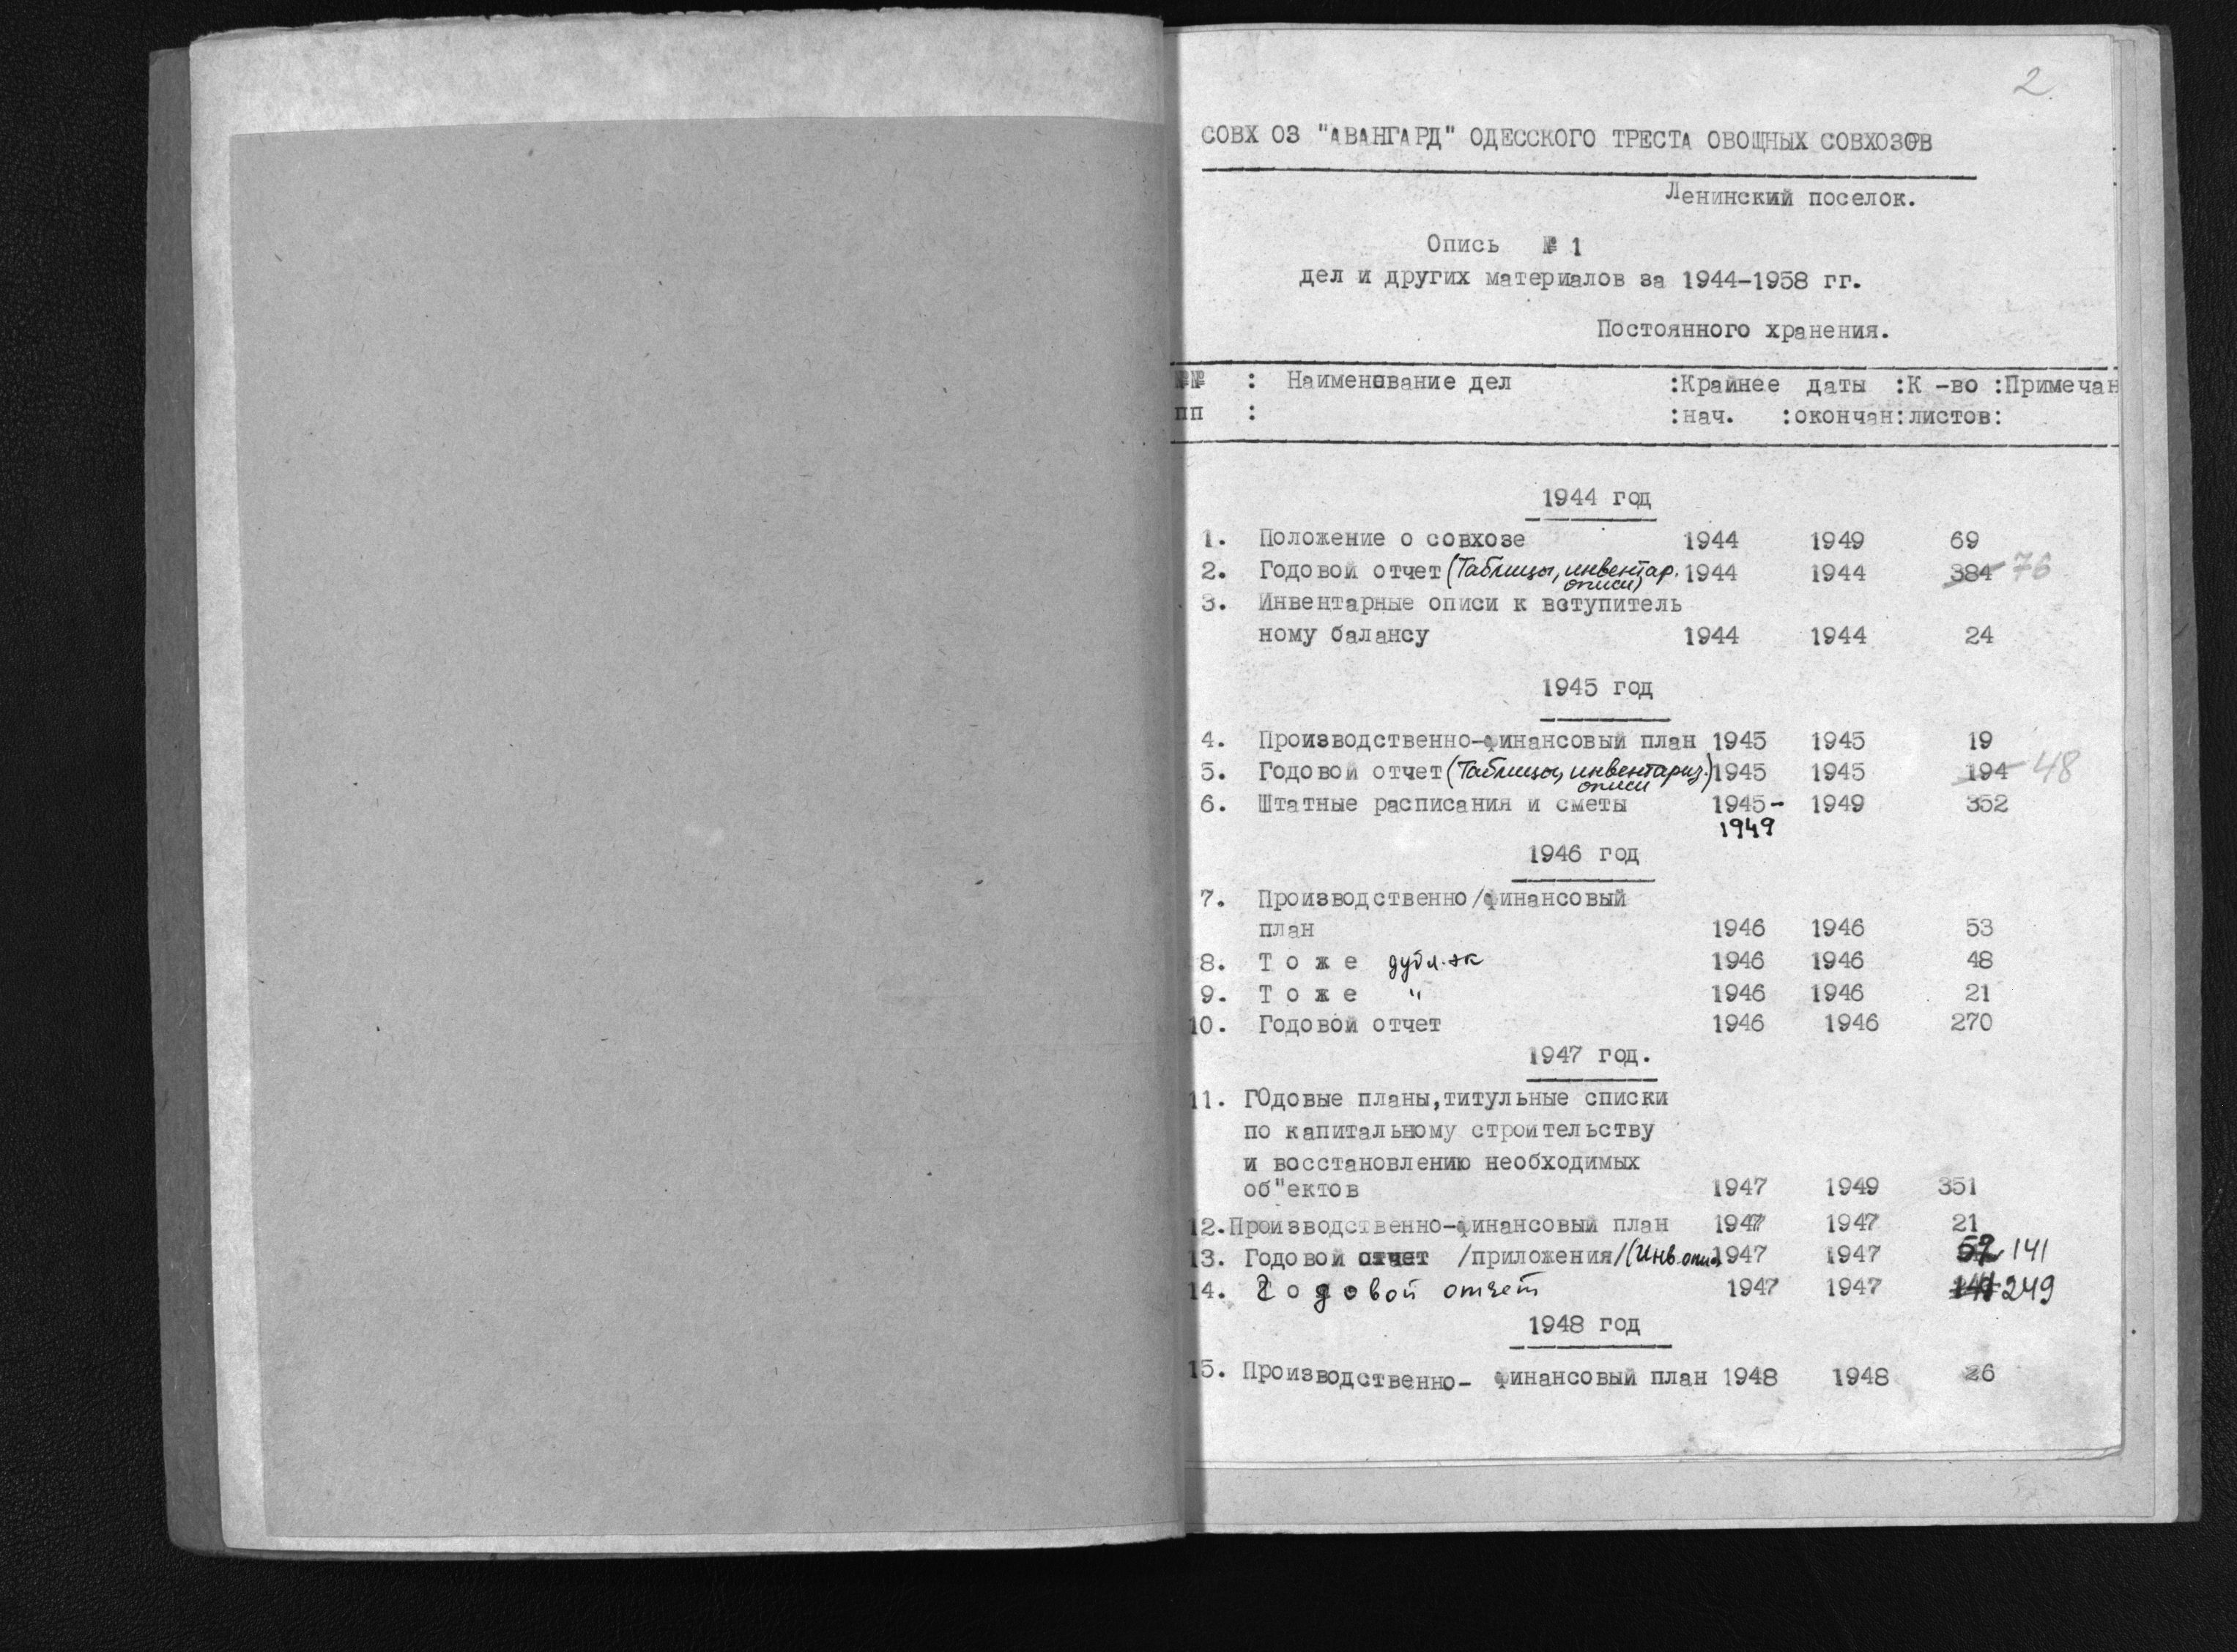 2
СОВХ ОЗ "АВАНГАРД" ОДЕССКОГО ТРЕСТА ОВОЩНЫХ СОВХОЗОВ
Ленинский поселок.
Опись № 1
дел и других материалов за 1944-1958 гг.
Постоянного хранения.
№№ : Наименование дел :Крайнее даты :К -во :Примечан
пп : :нач. :окончан:листов:
1944 год
1. Положение о совхозе 1944 1949 69
2. Годовой отчет (Таблицы, инвентар. 1944 1944 384 76
описи)
3. Инвентарные описи к вступитель
ному балансу 1944 1944 24
1945 год
4. Производственно-финансовый план 1945 1945 19
5. Годовой отчет (Таблицы, инвентариз.) 1945 1945 194 48
описи
6. Штатные расписания и сметы 1945- 1949 352
1949
1946 год
7. Производственно/финансовый
план 1946 1946 53
8. Т о ж е дубл. эк 1946 1946 48
9. Т о ж е " 1946 1946 21
10. Годовой отчет 1946 1946 270
1947 год.
11. ГОдовые планы,титульные списки
по капитальному строительству
и восстановлению необходимых
об"ектов 1947 1949 351
12.Производственно-финансовый план 1947 1947 21
13. Годовой отчет /приложения/(Инв. опис. 1947 1947 52 141
14. Годовой отчет 1947 1947 141 249
1948 год
15. Производственно- финансовый план 1948 1948 26